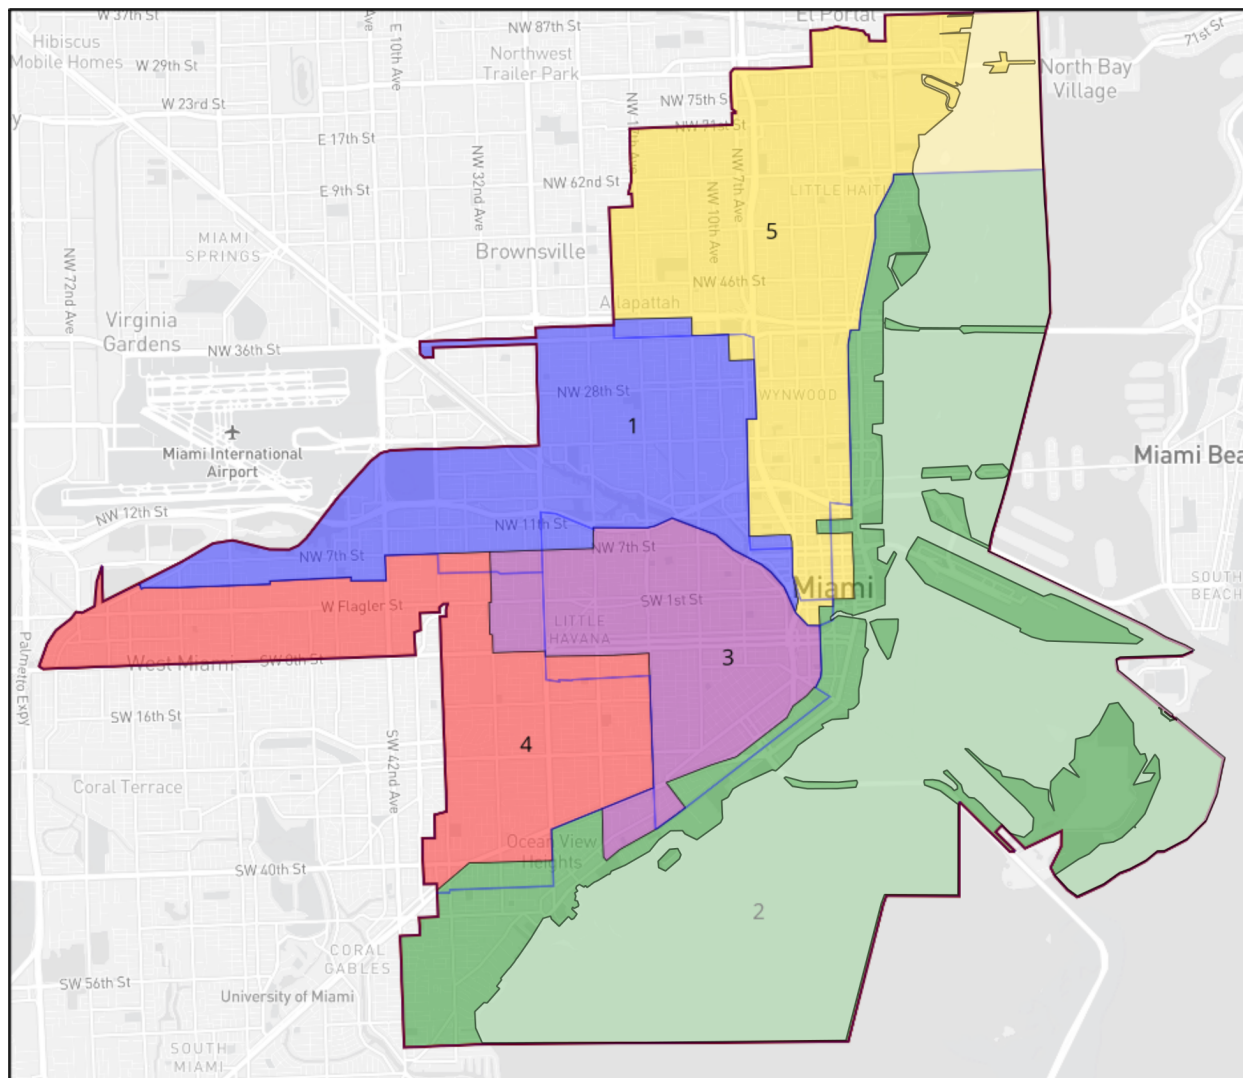 NW 37th St
Ave
E 10th Ave
NW 87th St
El Portal
71st St
Hibiscus
Mobile Homes
W 29th St
Northwest
Trailer Park
North Bay
Village
W 23rd St
NW 75th S
NW 71st St
y
E 17th St
NW 32nd Ave
NW 7th Ave
NW 62nd St
E 9th St
LITTLE HAITI
NW 10th Ave
5
MIAMI
SPRINGS
Brownsville
NW 72nd Ave
NW 46th St
Allapattah
Virginia
Gardens
NW 36th St
NW 28th St
WYNWOOD
1
Miami International
Airport
Miami Bea
NW 12th St
NW 11th St
NW 7th St
NW 7th St
SOUTH
BEACH
Miami
W Flagler St
SW 1st St
LITTLE
HAVANA
West Miami
SW 8th St
3
Palmetto Expy
SW 16th St
4
SW 42nd Ave
Coral Terrace
Ocean View
Heights
SW 40th St
2
CORAL
GABLES
SW 56th St
University of Miami
SOUTH
MIAMI